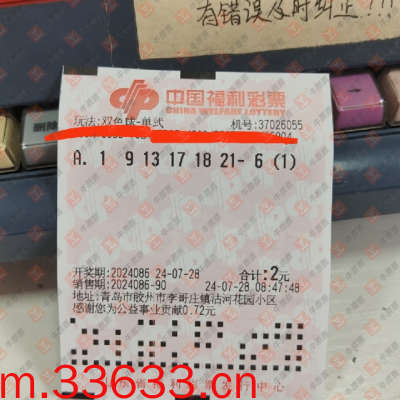 有错误及时纠正!!!
删除
中国福利彩票
CHINA WELFARE LOTTERY
玩法:双色球-单式 机号:37026055
A. 1 9 13 17 18 21- 6 (1)
开奖期:2024086 24-07-28 合计:2元
销售期:2024086-90 24-07-28 08:47:48
地址:青岛市胶州市李哥庄镇沽河花园小区
感谢您为公益事业贡献0.72元
m.33633.cn